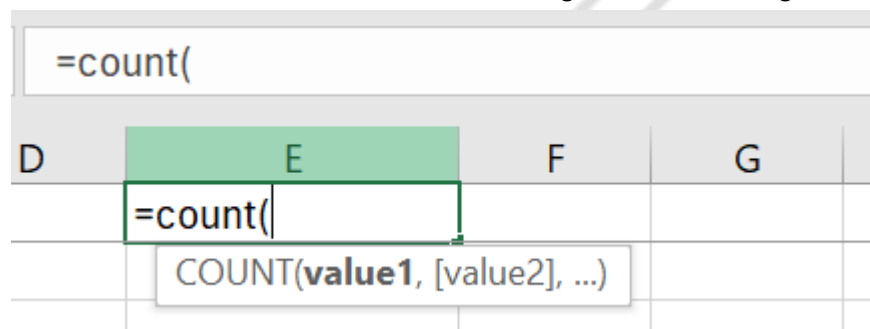 =count(
D E F G
=count(
COUNT(value1, [value2], ...)